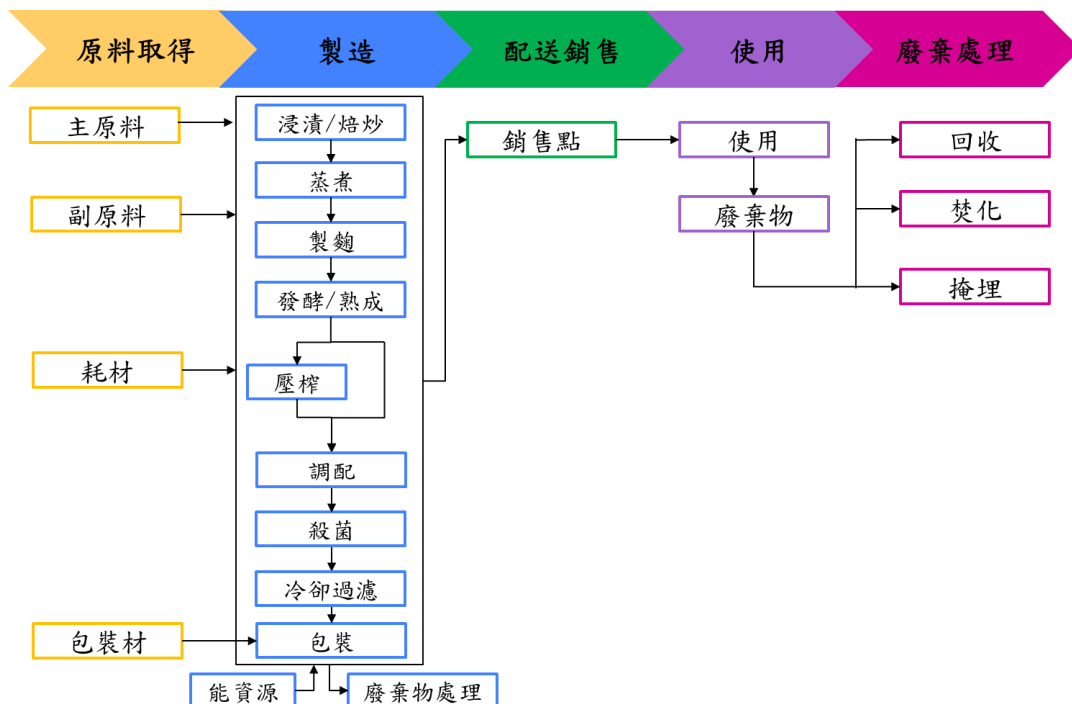 原料取得
製造
配送銷售
使用
廢棄處理
主原料
副原料
耗材
包裝材
浸漬/焙炒
蒸煮
製麴
發酵/熟成
壓榨
調配
殺菌
冷卻過濾
包裝
能資源
廢棄物處理
銷售點
使用
廢棄物
回收
焚化
掩埋